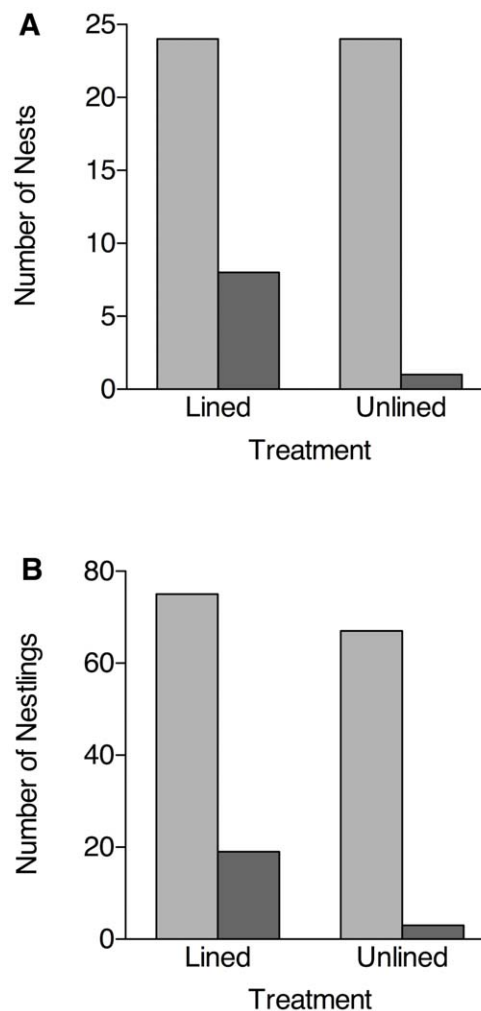 A
Number of Nests
25
20
15
10
5
0
Lined Unlined
Treatment
B
Number of Nestlings
80
60
40
20
0
Lined Unlined
Treatment